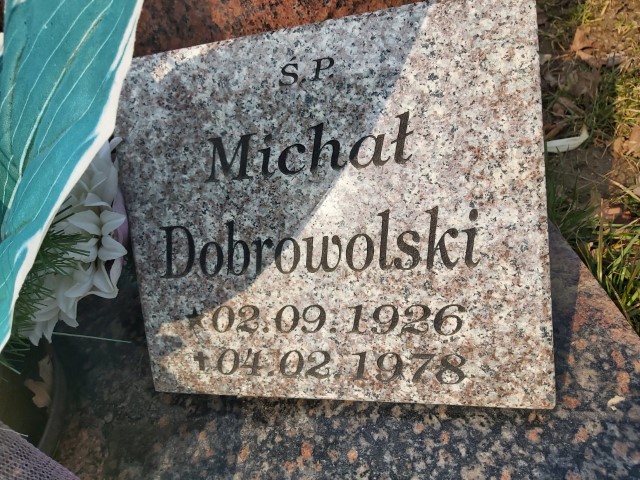 Ś.P.
Michał
Dobrowolski
★02.09.1926
✝04.02.1978